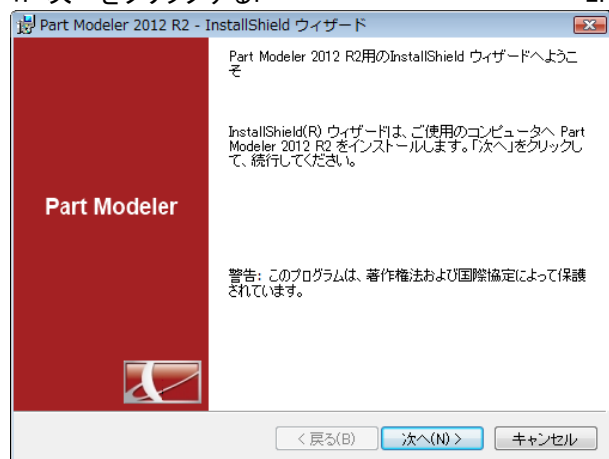 Part Modeler 2012 R2 - InstallShield ウィザード
Part Modeler 2012 R2用のInstallShield ウィザードへようこ
そ
InstallShield(R) ウィザードは、ご使用のコンピュータへ Part
Modeler 2012 R2 をインストールします。「次へ」をクリックし
て、続行してください。
Part Modeler
警告: このプログラムは、著作権法および国際協定によって保護
されています。
< 戻る(B)
次へ(N) >
キャンセル